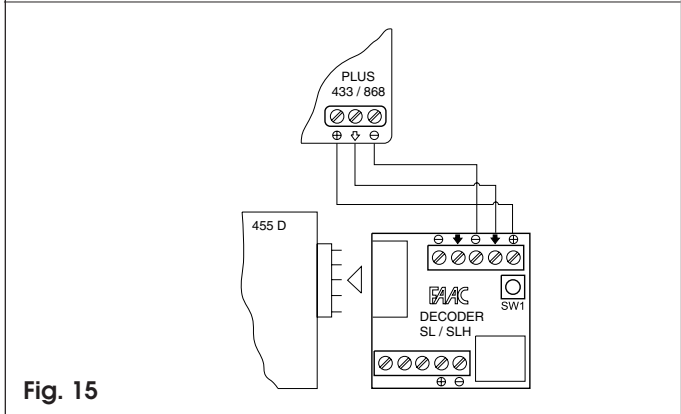 PLUS
433 / 868
⊕ ⇩ ⊖
455 D
⊖ 🡇 ⊖ 🡇 ⊕
FAAC
SW1
DECODER
SL / SLH
⊕ ⊖
Fig. 15